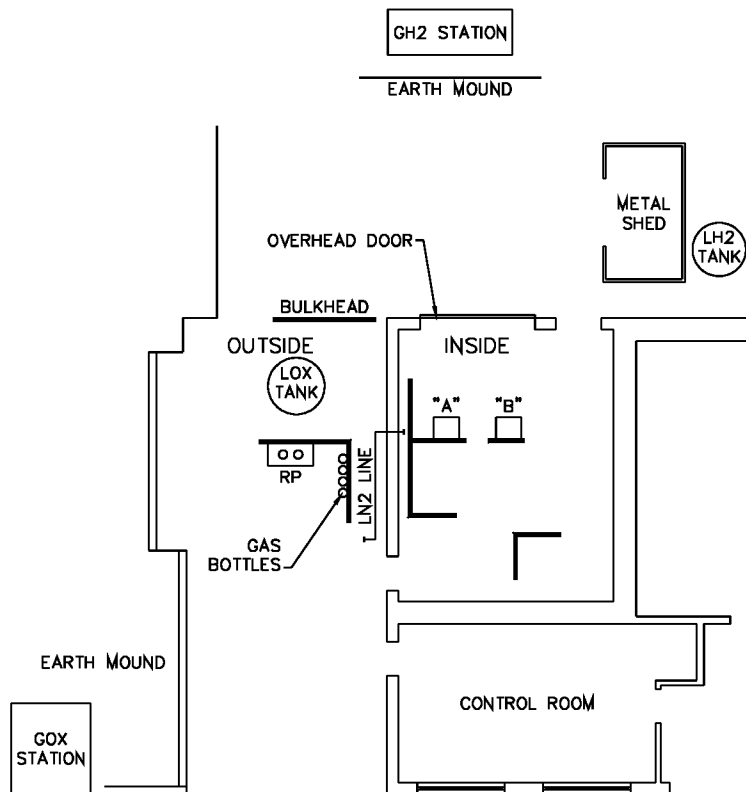 GH2 STATION
EARTH MOUND
METAL
SHED
LH2
TANK
OVERHEAD DOOR
BULKHEAD
OUTSIDE
INSIDE
LOX
TANK
"A"
"B"
RP
LN2 LINE
GAS
BOTTLES
EARTH MOUND
CONTROL ROOM
GOX
STATION